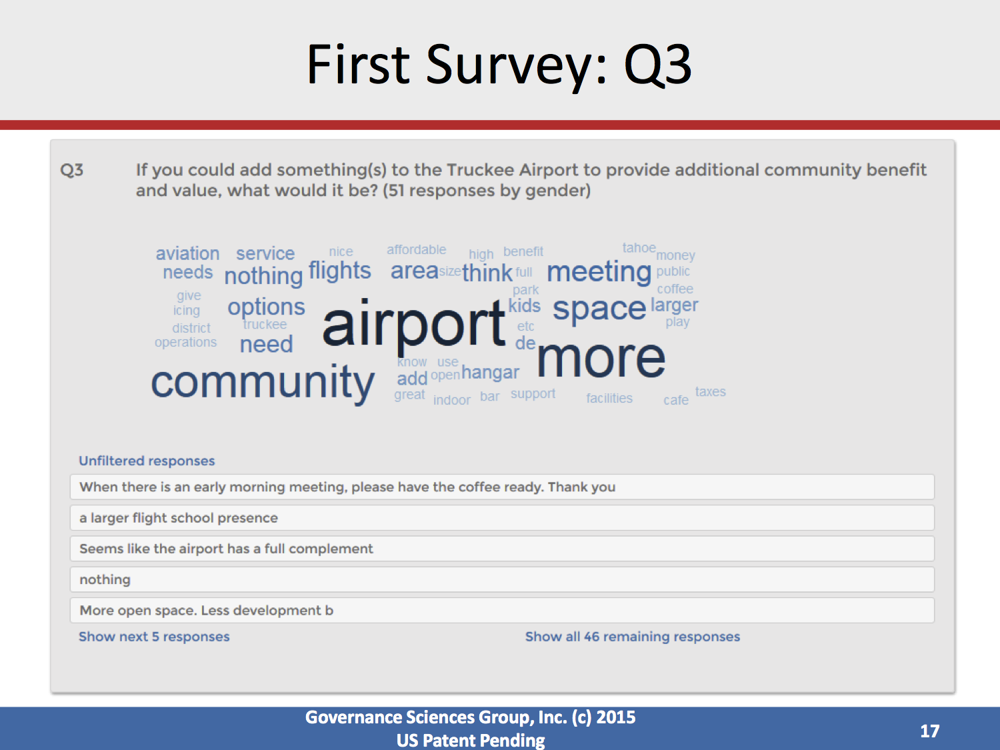 First Survey: Q3
Q3 If you could add something(s) to the Truckee Airport to provide additional community benefit
and value, what would it be? (51 responses by gender)
aviation service nice affordable high benefit tahoe money
needs nothing flights area size think full meeting public
give icing options airport park kids space coffee larger
district truckee etc play
operations need de more
community know use add open hangar
great indoor bar support facilities cafe taxes
Unfiltered responses
When there is an early morning meeting, please have the coffee ready. Thank you
a larger flight school presence
Seems like the airport has a full complement
nothing
More open space. Less development b
Show next 5 responses Show all 46 remaining responses
Governance Sciences Group, Inc. (c) 2015
US Patent Pending
17